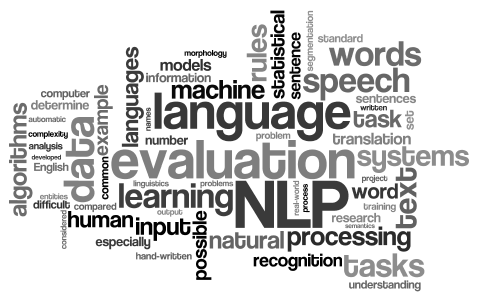 morphology
models
information
machine
rules
statistical
sentence
segmentation
standard
words
speech
sentences
written
task
set
languages
names
language
computer
determine
automatic
complexity
analysis
developed
English
algorithms
data
example
common
number
problem
translation
evaluation
systems
linguistics
problems
project
learning
NLP
real-world
process
word
training
text
entities
difficult
compared
considered
human
output
input
possible
research
semantics
especially
natural
processing
hand-written
recognition
tasks
understanding